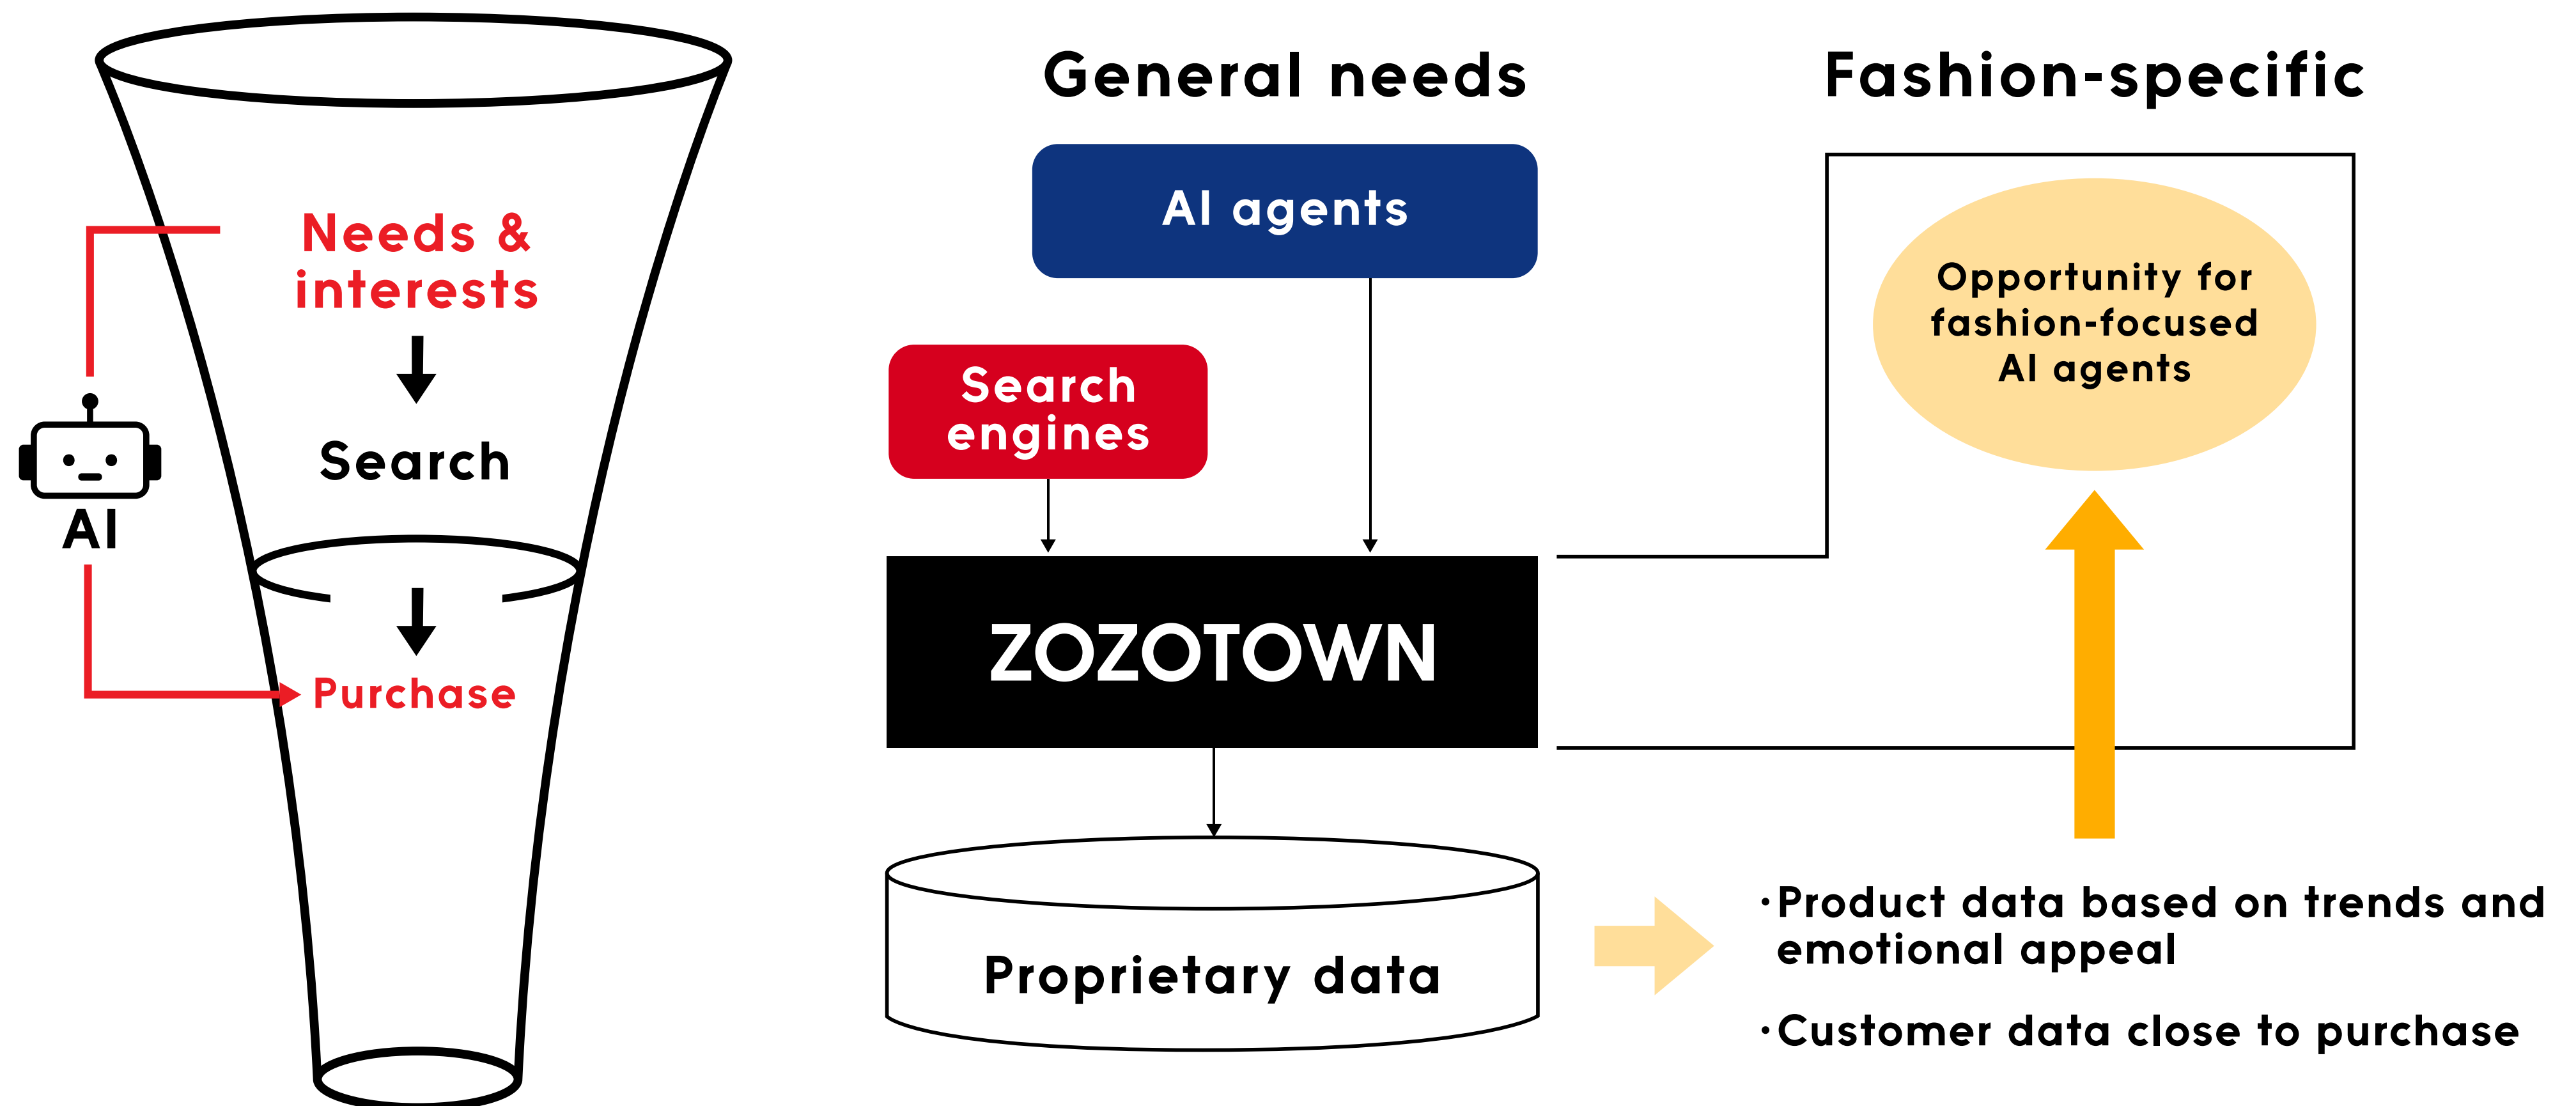 Needs &
interests
Search
AI
Purchase
General needs
AI agents
Search
engines
ZOZOTOWN
Proprietary data
Fashion-specific
Opportunity for
fashion-focused
AI agents
・Product data based on trends and
emotional appeal
・Customer data close to purchase